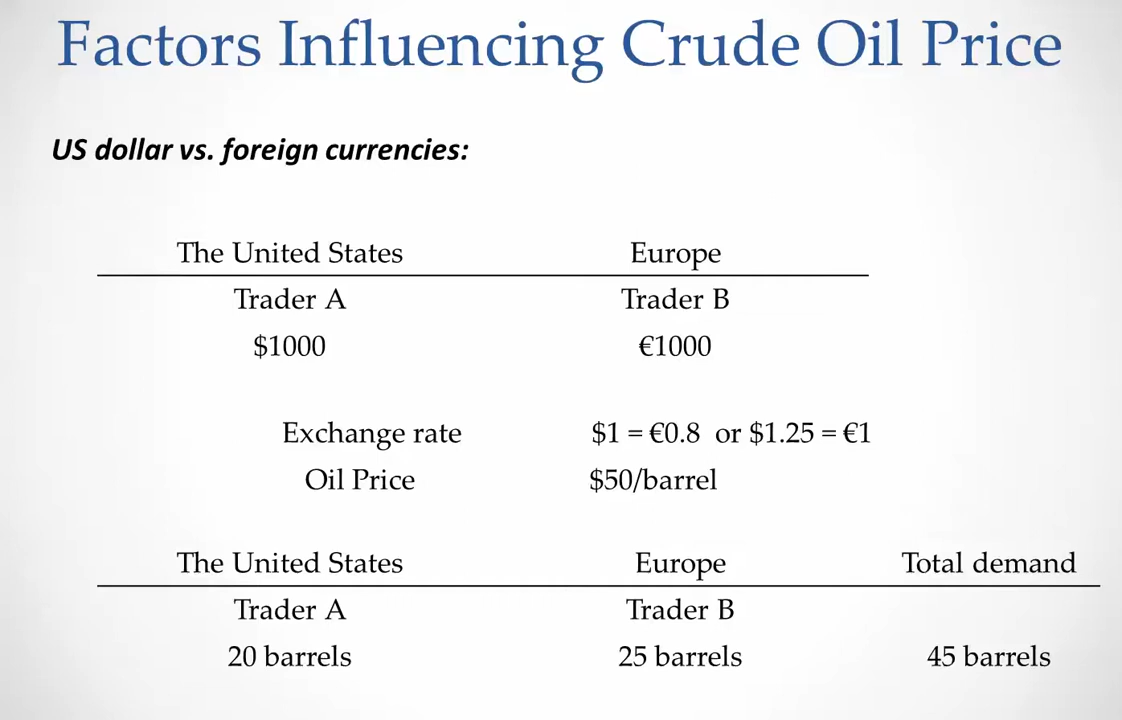 Factors Influencing Crude Oil Price
US dollar vs. foreign currencies:
The United States Europe
Trader A Trader B
$1000 €1000
Exchange rate $1 = €0.8 or $1.25 = €1
Oil Price $50/barrel
The United States Europe Total demand
Trader A Trader B
20 barrels 25 barrels 45 barrels